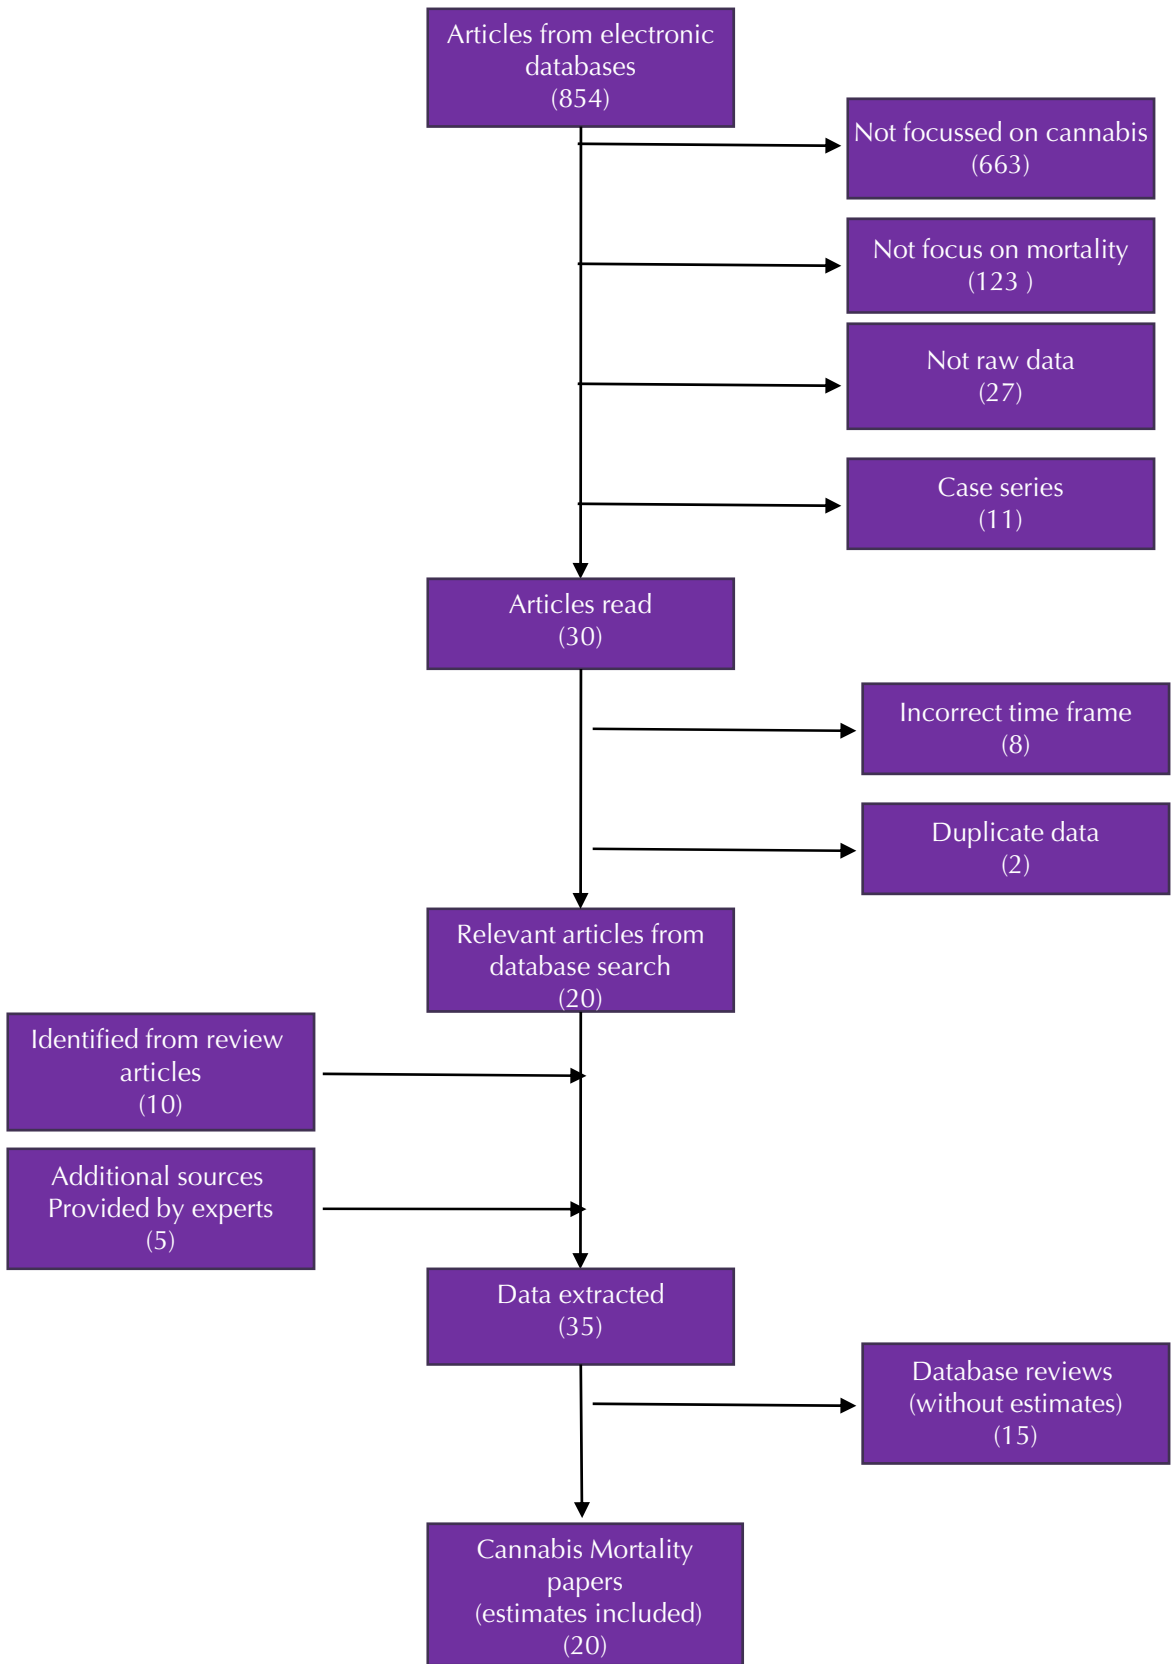 Articles from electronic
databases
(854)
Not focussed on cannabis
(663)
Not focus on mortality
(123 )
Not raw data
(27)
Case series
(11)
Articles read
(30)
Incorrect time frame
(8)
Duplicate data
(2)
Relevant articles from
database search
(20)
Identified from review
articles
(10)
Additional sources
Provided by experts
(5)
Data extracted
(35)
Database reviews
(without estimates)
(15)
Cannabis Mortality
papers
(estimates included)
(20)